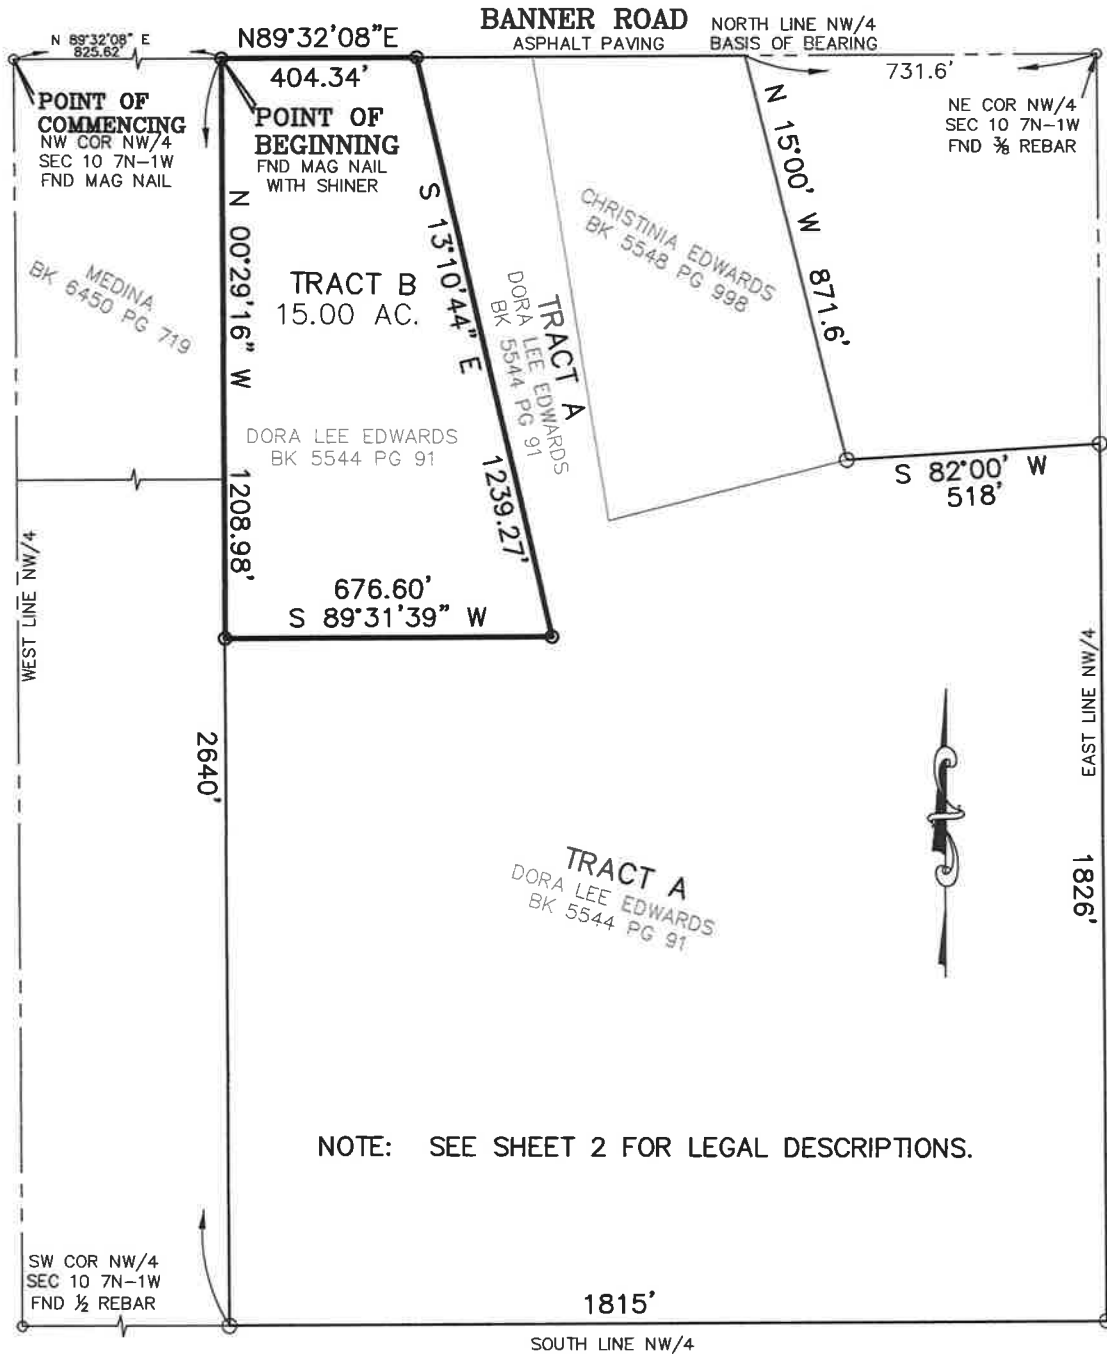 BANNER ROAD
ASPHALT PAVING
NORTH LINE NW/4
BASIS OF BEARING
N 89°32'08" E
825.62'
N89°32'08"E
404.34'
731.6'
POINT OF
COMMENCING
NW COR NW/4
SEC 10 7N-1W
FND MAG NAIL
POINT OF
BEGINNING
FND MAG NAIL
WITH SHINER
NE COR NW/4
SEC 10 7N-1W
FND ⅜ REBAR
MEDINA
BK 6450 PG 719
N 00°29'16" W
1208.98'
TRACT B
15.00 AC.
DORA LEE EDWARDS
BK 5544 PG 91
S 13°10'44" E
1239.27'
TRACT A
DORA LEE EDWARDS
BK 5544 PG 91
CHRISTINIA EDWARDS
BK 5548 PG 998
N 15°00' W
871.6'
S 82°00' W
518'
676.60'
S 89°31'39" W
WEST LINE NW/4
EAST LINE NW/4
2640'
1826'
TRACT A
DORA LEE EDWARDS
BK 5544 PG 91
NOTE: SEE SHEET 2 FOR LEGAL DESCRIPTIONS.
SW COR NW/4
SEC 10 7N-1W
FND ½ REBAR
1815'
SOUTH LINE NW/4